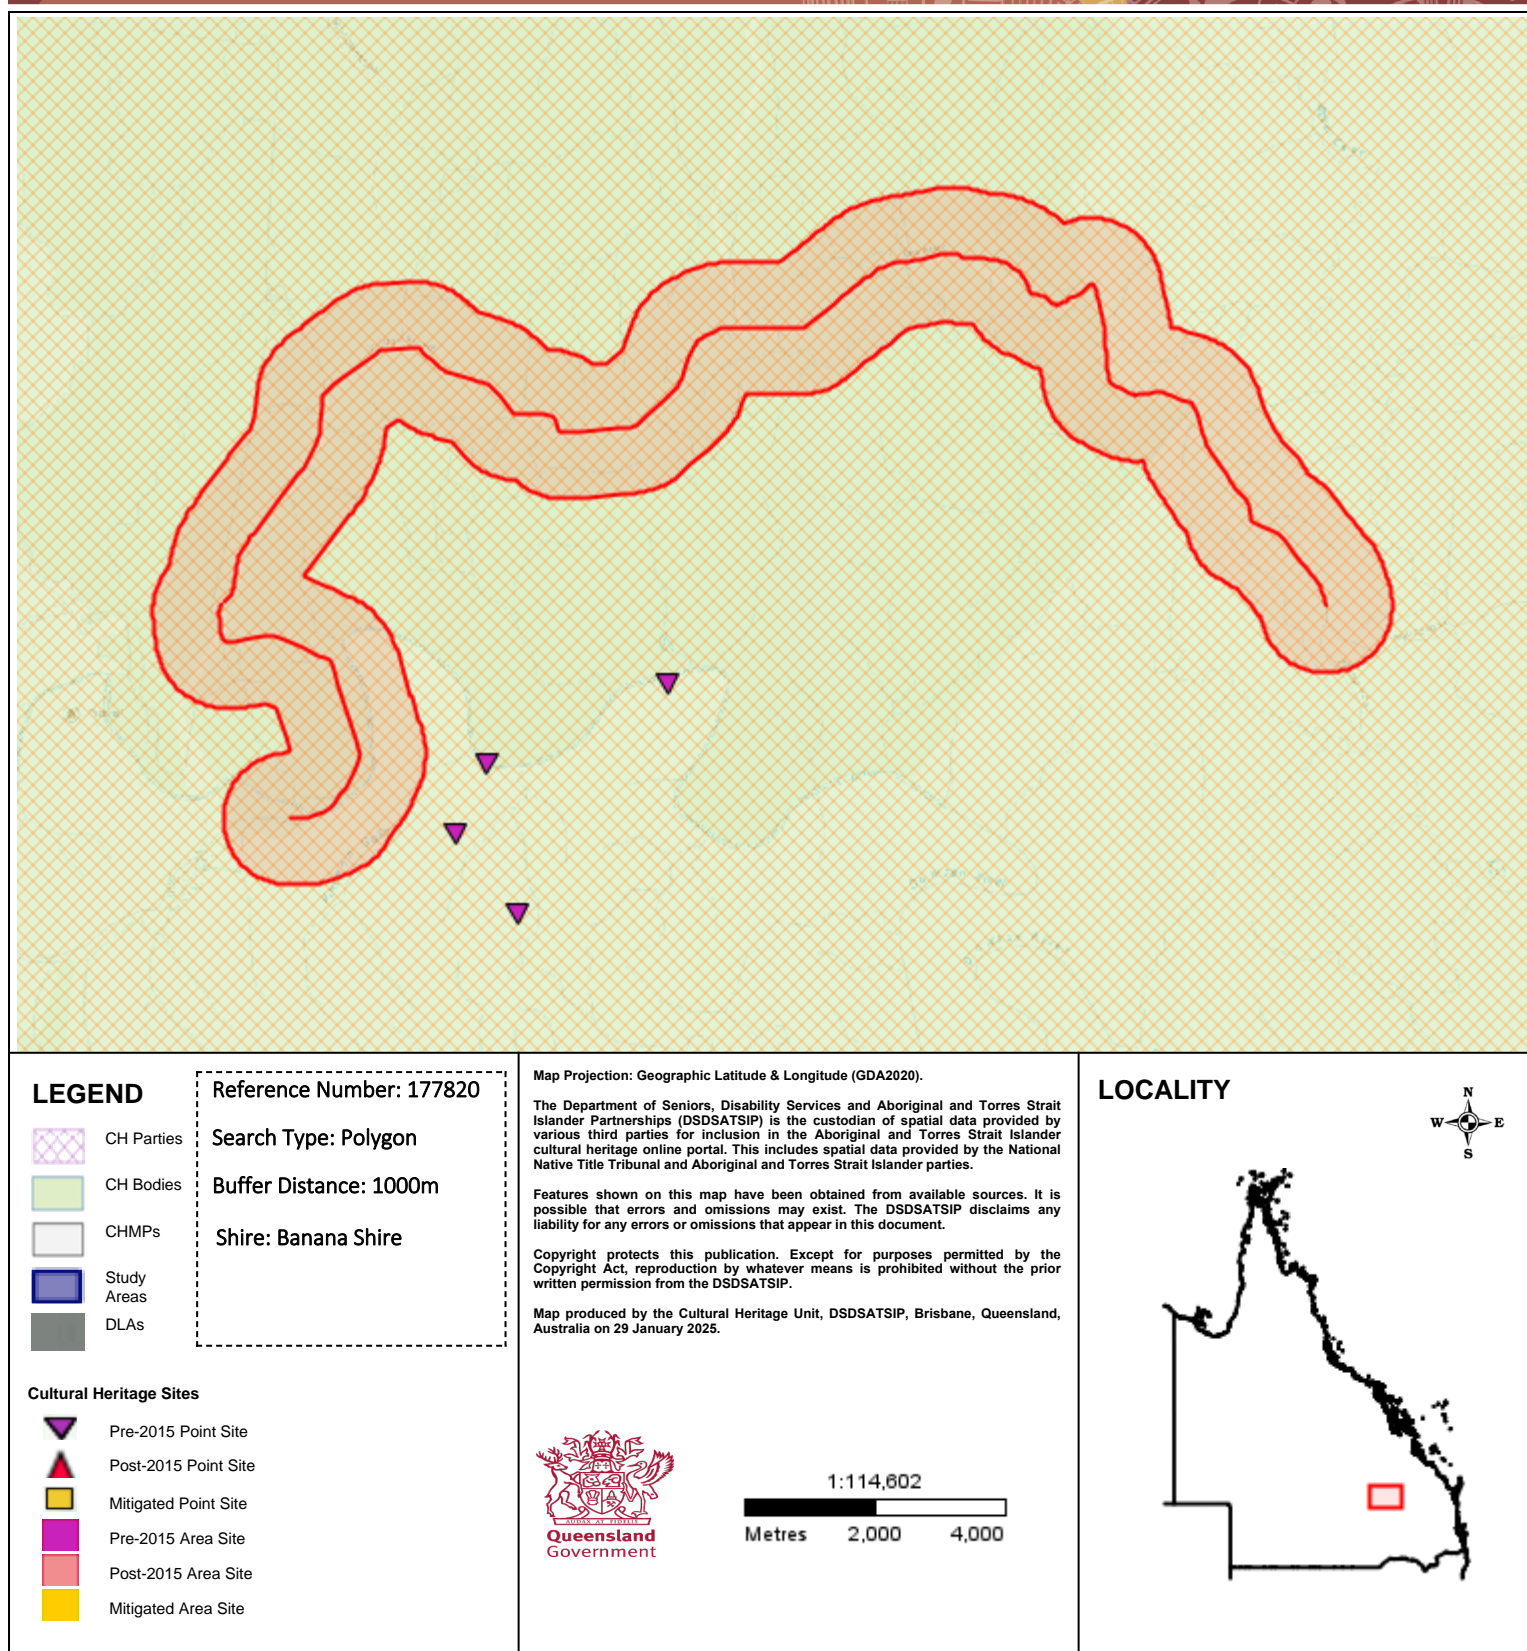 LEGEND
CH Parties
CH Bodies
CHMPs
Study
Areas
DLAs
Reference Number: 177820
Search Type: Polygon
Buffer Distance: 1000m
Shire: Banana Shire
Cultural Heritage Sites
Pre-2015 Point Site
Post-2015 Point Site
Mitigated Point Site
Pre-2015 Area Site
Post-2015 Area Site
Mitigated Area Site
Map Projection: Geographic Latitude & Longitude (GDA2020).
The Department of Seniors, Disability Services and Aboriginal and Torres Strait
Islander Partnerships (DSDSATSIP) is the custodian of spatial data provided by
various third parties for inclusion in the Aboriginal and Torres Strait Islander
cultural heritage online portal. This includes spatial data provided by the National
Native Title Tribunal and Aboriginal and Torres Strait Islander parties.
Features shown on this map have been obtained from available sources. It is
possible that errors and omissions may exist. The DSDSATSIP disclaims any
liability for any errors or omissions that appear in this document.
Copyright protects this publication. Except for purposes permitted by the
Copyright Act, reproduction by whatever means is prohibited without the prior
written permission from the DSDSATSIP.
Map produced by the Cultural Heritage Unit, DSDSATSIP, Brisbane, Queensland,
Australia on 29 January 2025.
AUDAX AT FIDELIS
Queensland
Government
1:114,602
Metres 2,000 4,000
LOCALITY
N
W E
S